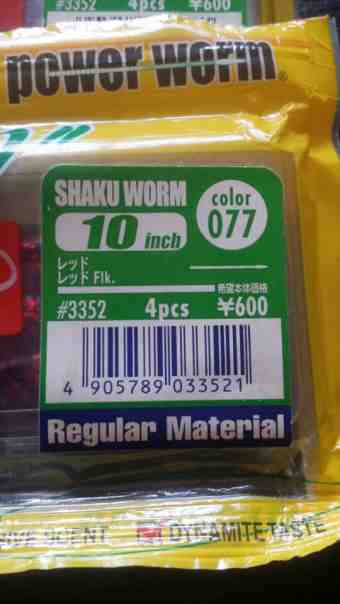 #3352 4pcs ¥600
power worm®
SHAKU WORM
10 inch
color
077
レッド
レッド Flk.
希望本体価格
#3352 4pcs ¥600
4 905789 033521
Regular Material
SCENT DYNAMITE TASTE